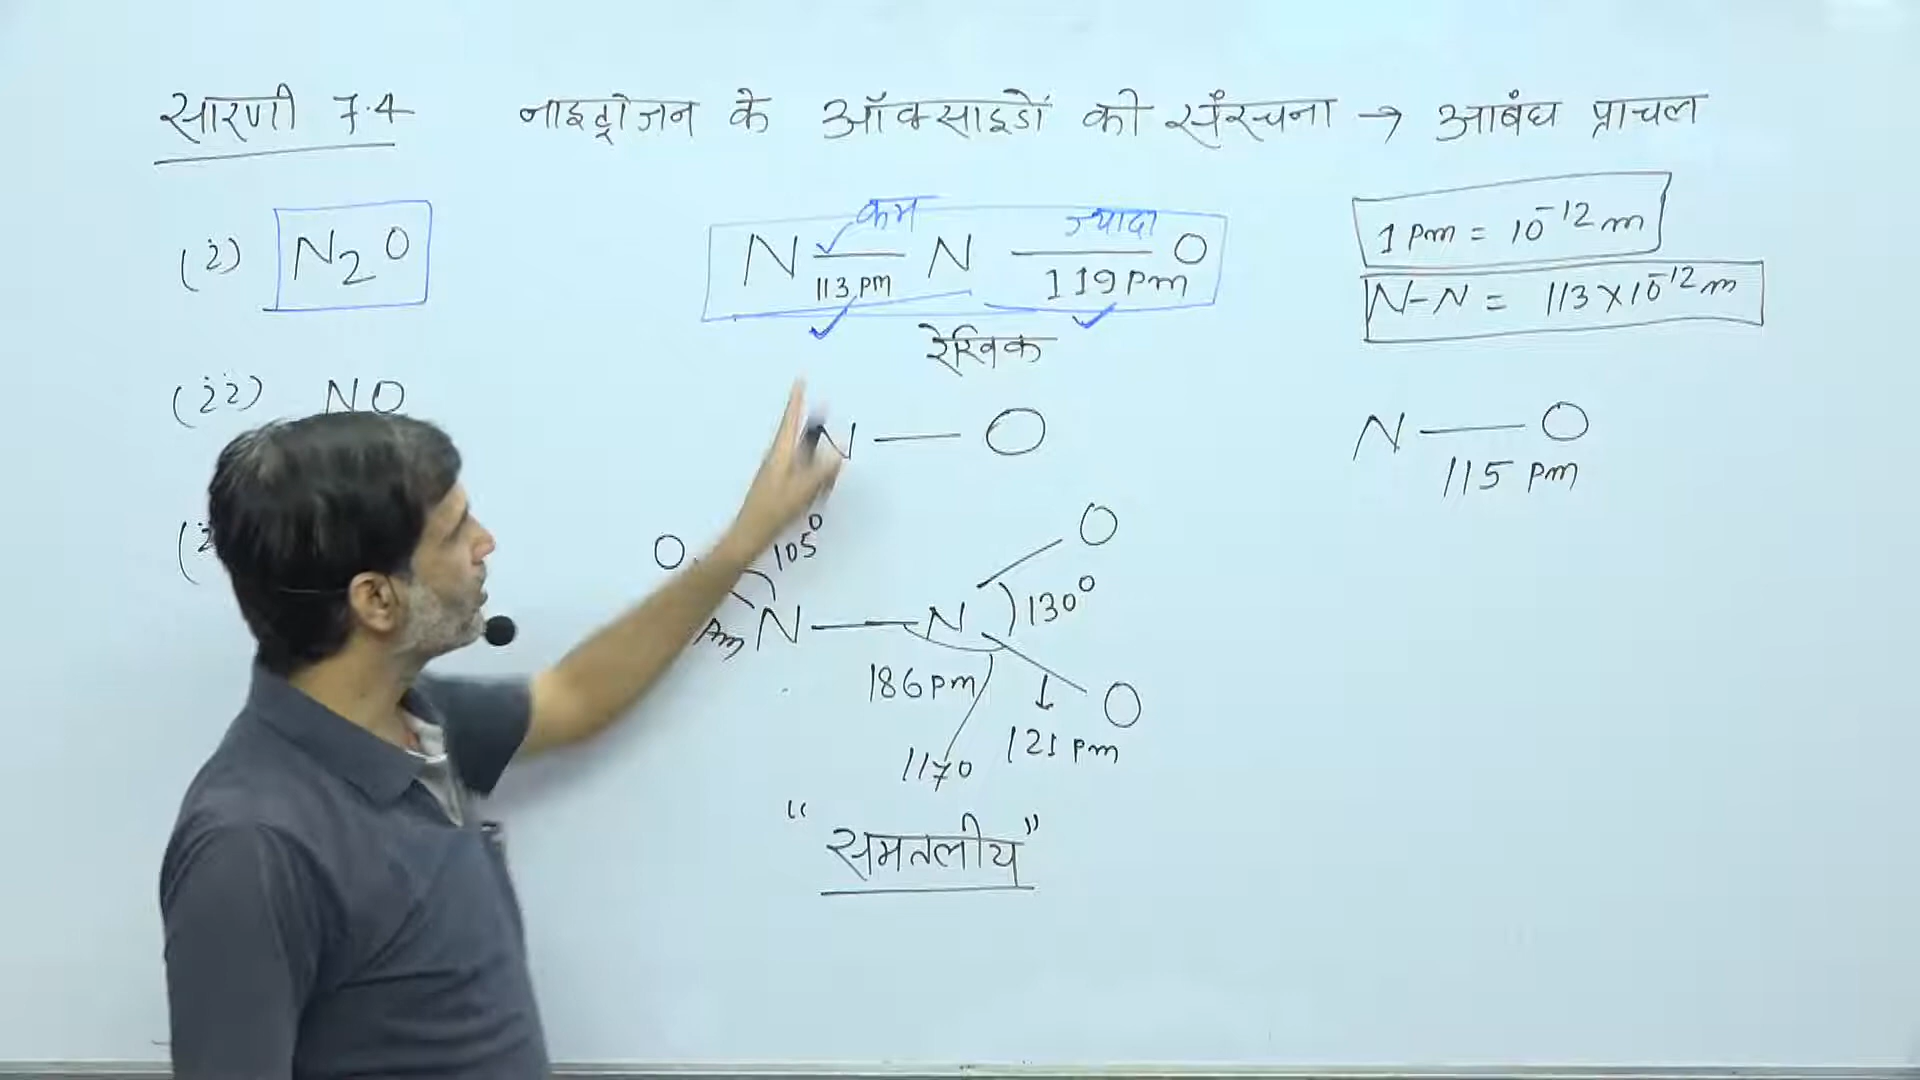 सारणी 7.4 नाइट्रोजन के ऑक्साइडों की संरचना → आबंध प्राचल
(i) N₂O
कम ज्यादा
N — N — O
113 pm 119 pm
रेखिक
1 pm = 10⁻¹² m
N-N = 113 × 10⁻¹² m
(ii) NO
N — O
N — O
115 pm
O 105° O
N — N 130°
pm
186 pm
O
117° 121 pm
"समतलीय"